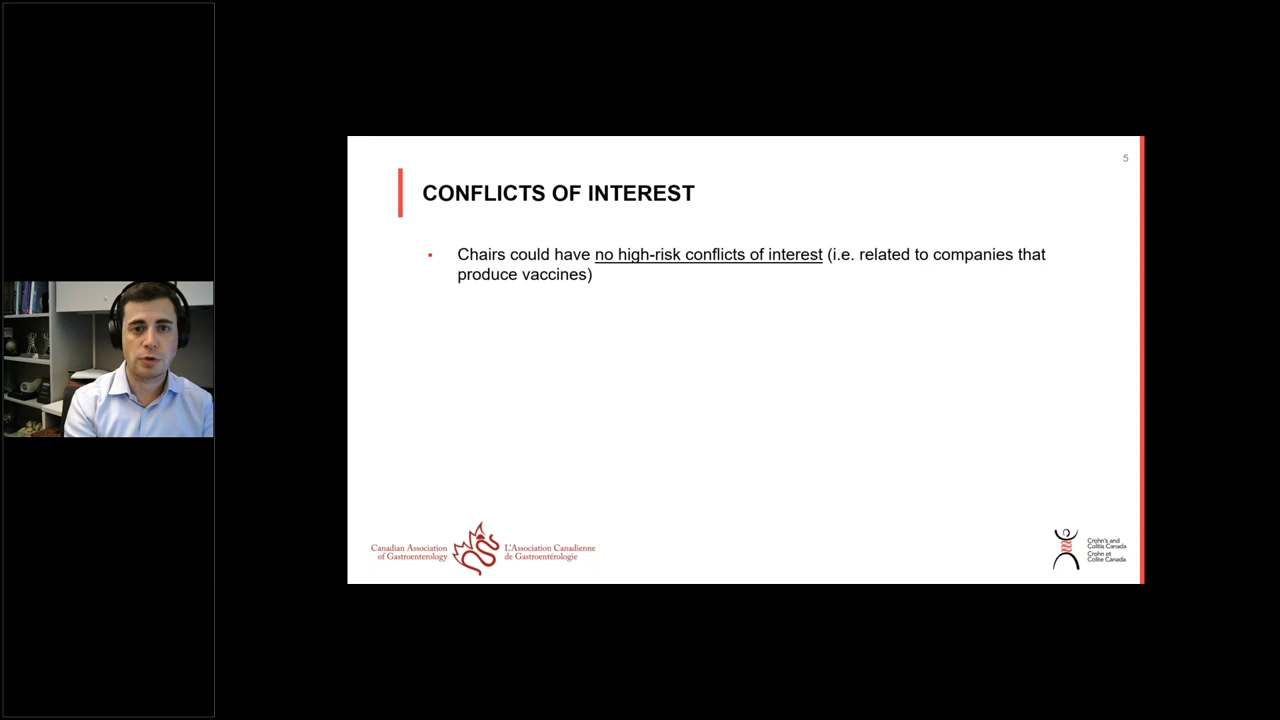 5
CONFLICTS OF INTEREST
▪ Chairs could have no high-risk conflicts of interest (i.e. related to companies that
produce vaccines)
Canadian Association
of Gastroenterology
L'Association Canadienne
de Gastroentérologie
Crohn's and
Colitis Canada
Crohn et
Colite Canada